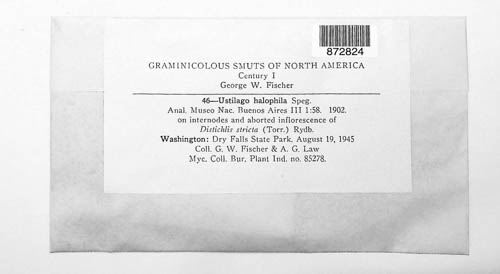 872824
GRAMINICOLOUS SMUTS OF NORTH AMERICA
Century I
George W. Fischer
46—Ustilago halophila Speg.
Anal. Museo Nac. Buenos Aires III 1:58. 1902.
on internodes and aborted inflorescence of
Distichlis stricta (Torr.) Rydb.
Washington: Dry Falls State Park, August 19, 1945
Coll. G. W. Fischer & A. G. Law
Myc. Coll. Bur. Plant Ind. no. 85278.